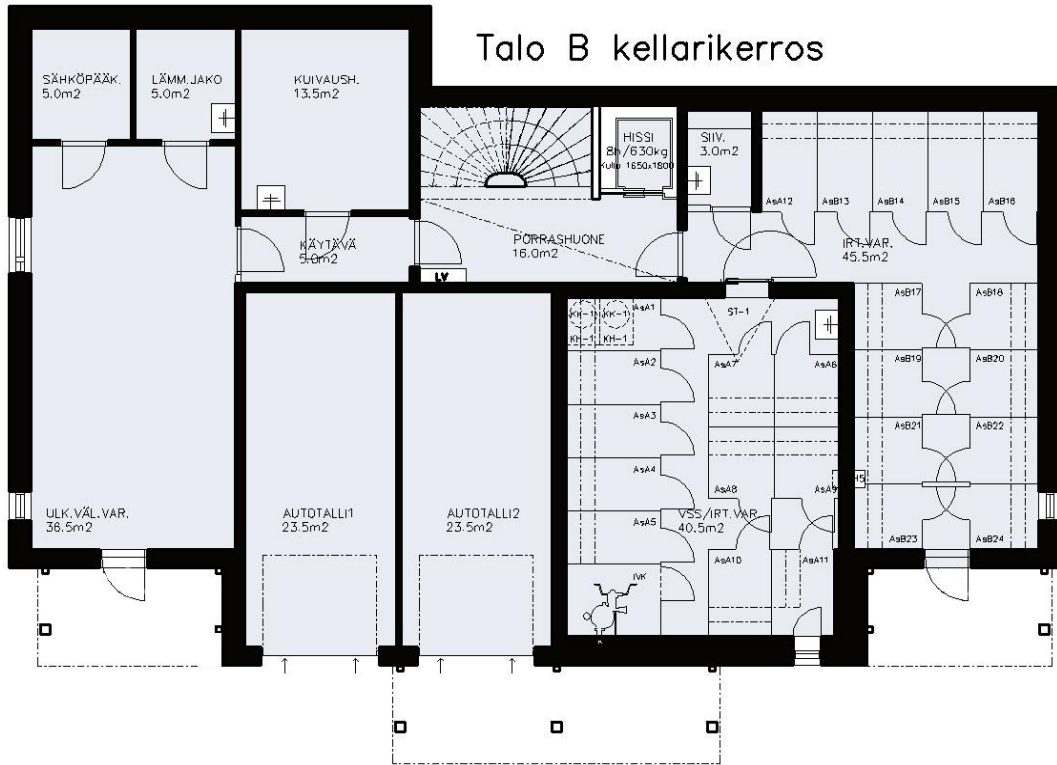 Talo B kellarikerros
SÄHKÖPÄÄK.
5.0m2
LÄMM.JAKO
5.0m2
KUIVAUSH.
13.5m2
HISSI
8h/630kg
1650x1800
SIIV.
3.0m2
AsA12
AsB13
AsB14
AsB15
AsB16
KÄYTÄVÄ
5.0m2
PORRASHUONE
16.0m2
LV
IRT.VAR.
45.5m2
AsB17
AsB18
AsB19
AsB20
AsB21
AsB22
AsB23
AsB24
KK-1
KK-1
KH-1
KH-1
ST-1
AsA1
AsA2
AsA3
AsA4
AsA5
AsA6
AsA7
AsA8
AsA9
AsA10
AsA11
VSS/IRT.VAR.
40.5m2
IVK
ULK.VÄL.VAR.
36.5m2
AUTOTALLI1
23.5m2
AUTOTALLI2
23.5m2